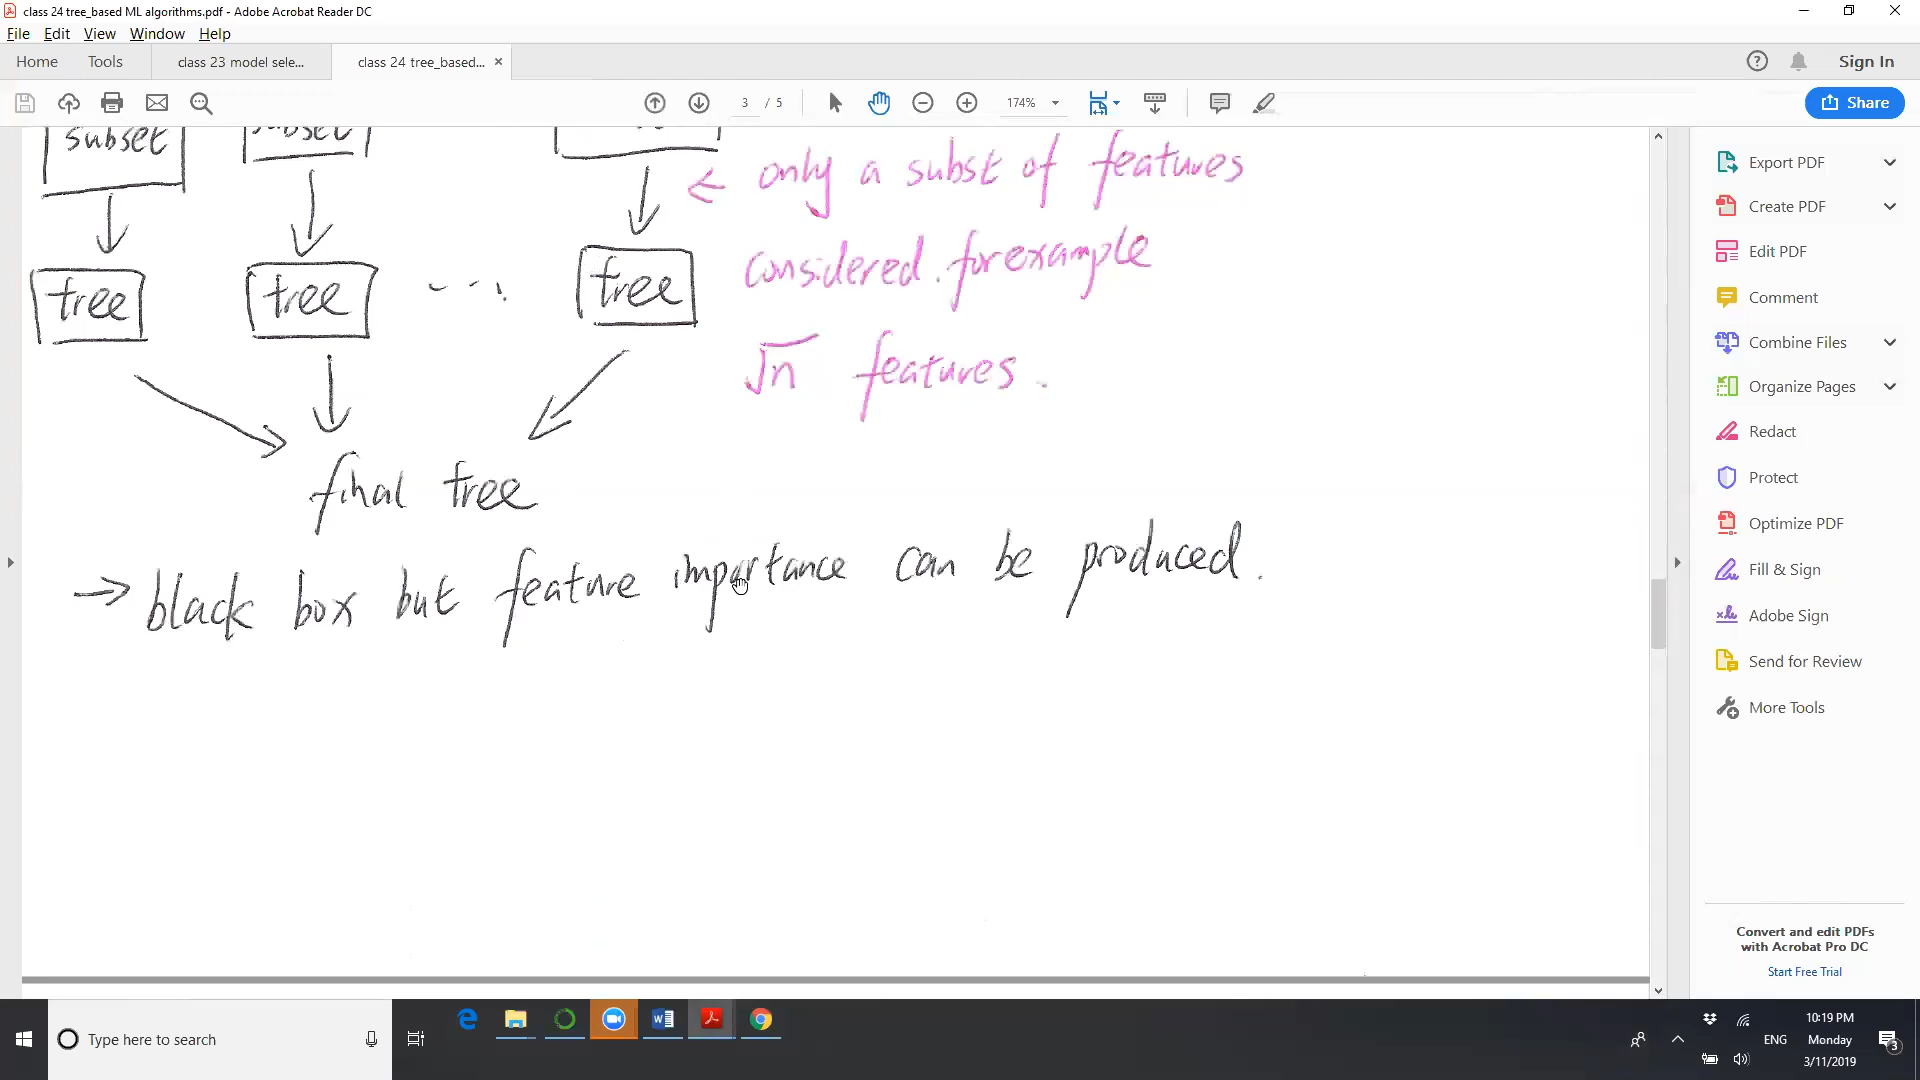 class 24 tree_based ML algorithms.pdf - Adobe Acrobat Reader DC
File Edit View Window Help
Home Tools class 23 model sele... class 24 tree_based... × Sign In
3 / 5 174% Share
subset subset
← only a subst of features
considered. for example
√n features.
tree tree - - -. tree
final tree
→ black box but feature importance can be produced.
Export PDF
Create PDF
Edit PDF
Comment
Combine Files
Organize Pages
Redact
Protect
Optimize PDF
Fill & Sign
Adobe Sign
Send for Review
More Tools
Convert and edit PDFs
with Acrobat Pro DC
Start Free Trial
Type here to search
ENG
10:19 PM
Monday
3/11/2019
3